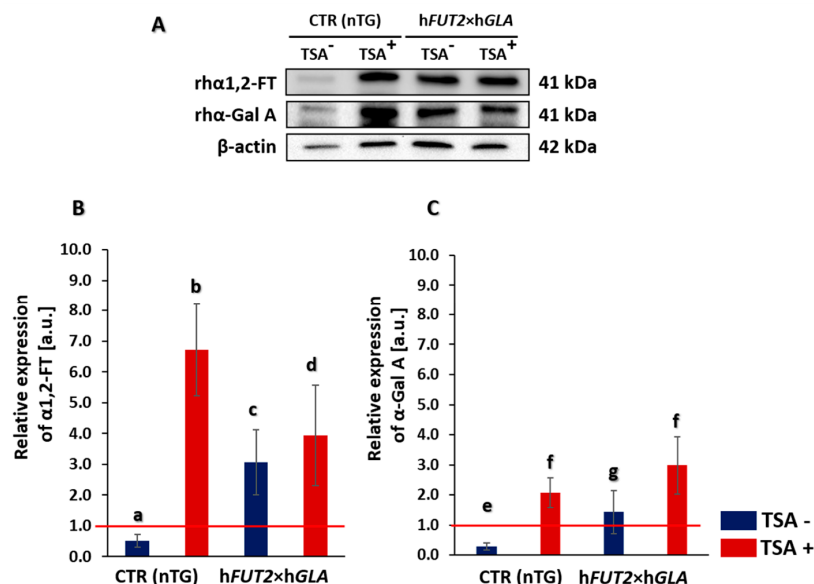 A
CTR (nTG) hFUT2×hGLA
TSA- TSA+ TSA- TSA+
rhα1,2-FT 41 kDa
rhα-Gal A 41 kDa
β-actin 42 kDa
B
Relative expression
of α1,2-FT [a.u.]
10.0
9.0
8.0
7.0
6.0
5.0
4.0
3.0
2.0
1.0
0.0
a
b
c
d
CTR (nTG) hFUT2×hGLA
C
Relative expression
of α-Gal A [a.u.]
10.0
9.0
8.0
7.0
6.0
5.0
4.0
3.0
2.0
1.0
0.0
e
f
g
f
CTR (nTG) hFUT2×hGLA
TSA -
TSA +